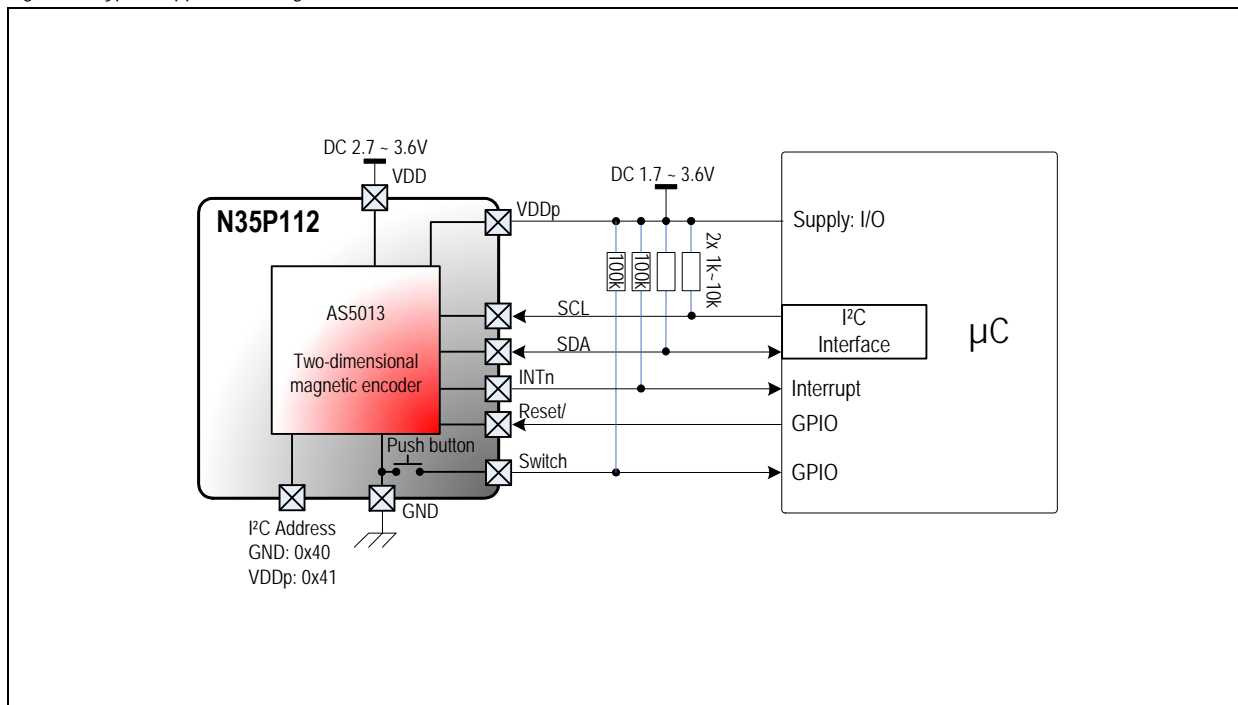 DC 2.7 ~ 3.6V
VDD
N35P112
DC 1.7 ~ 3.6V
VDDp
Supply: I/O
100k
100k
2x 1k~10k
AS5013
Two-dimensional
magnetic encoder
SCL
SDA
INTn
Reset/
Push button
Switch
I²C
Interface
µC
Interrupt
GPIO
GPIO
GND
I²C Address
GND: 0x40
VDDp: 0x41